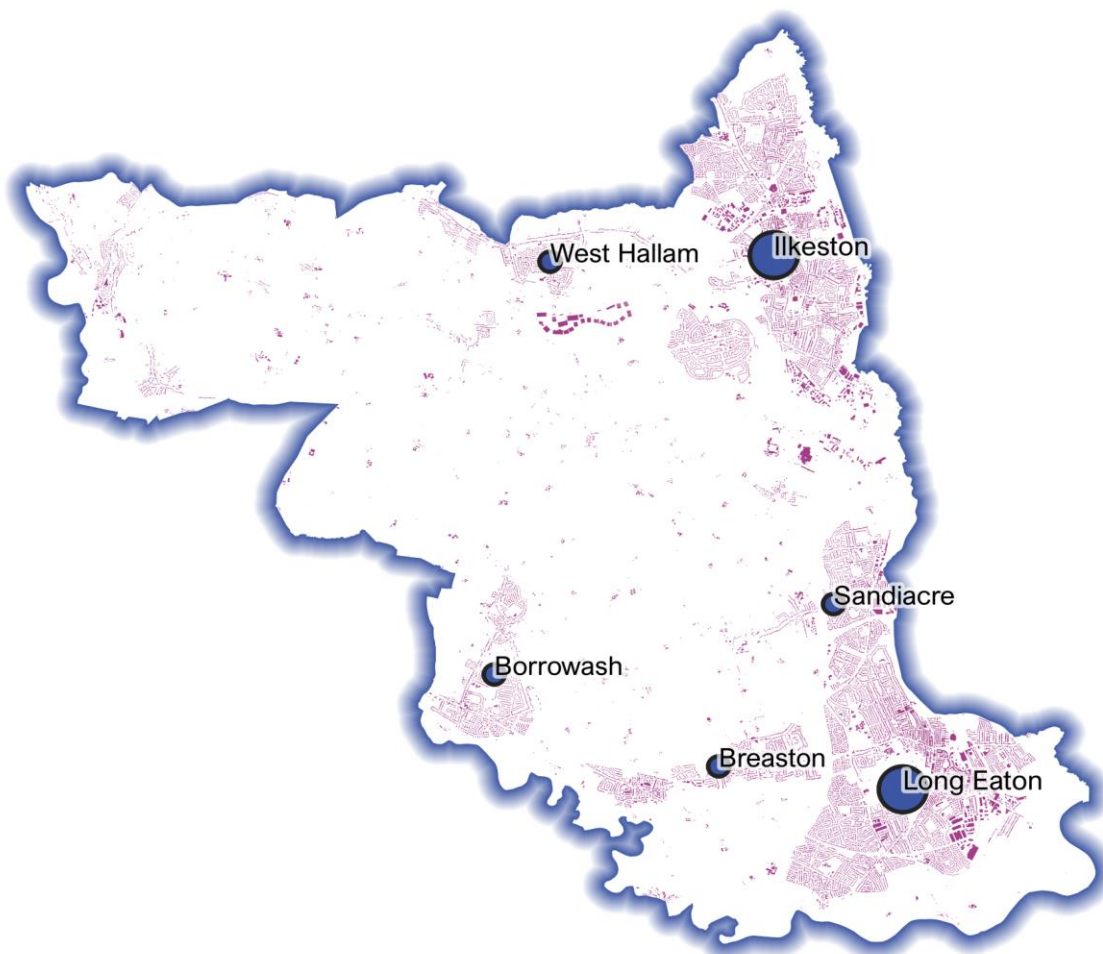 West Hallam
Ilkeston
Sandiacre
Borrowash
Breaston
Long Eaton